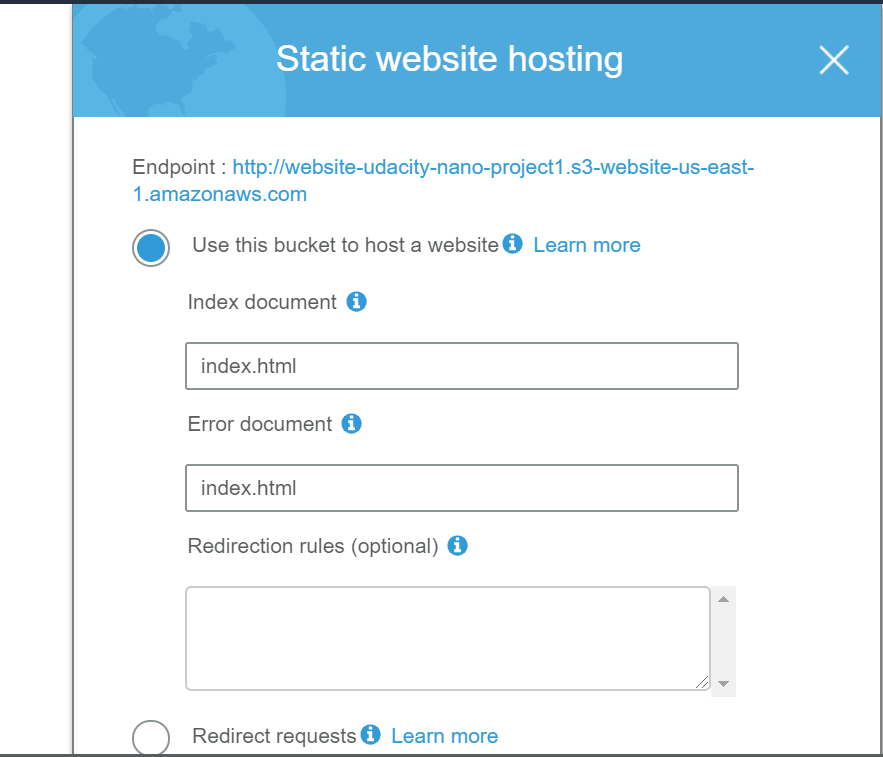 Static website hosting
Endpoint : http://website-udacity-nano-project1.s3-website-us-east-
1.amazonaws.com
Use this bucket to host a website Learn more
Index document
index.html
Error document
index.html
Redirection rules (optional)
Redirect requests Learn more